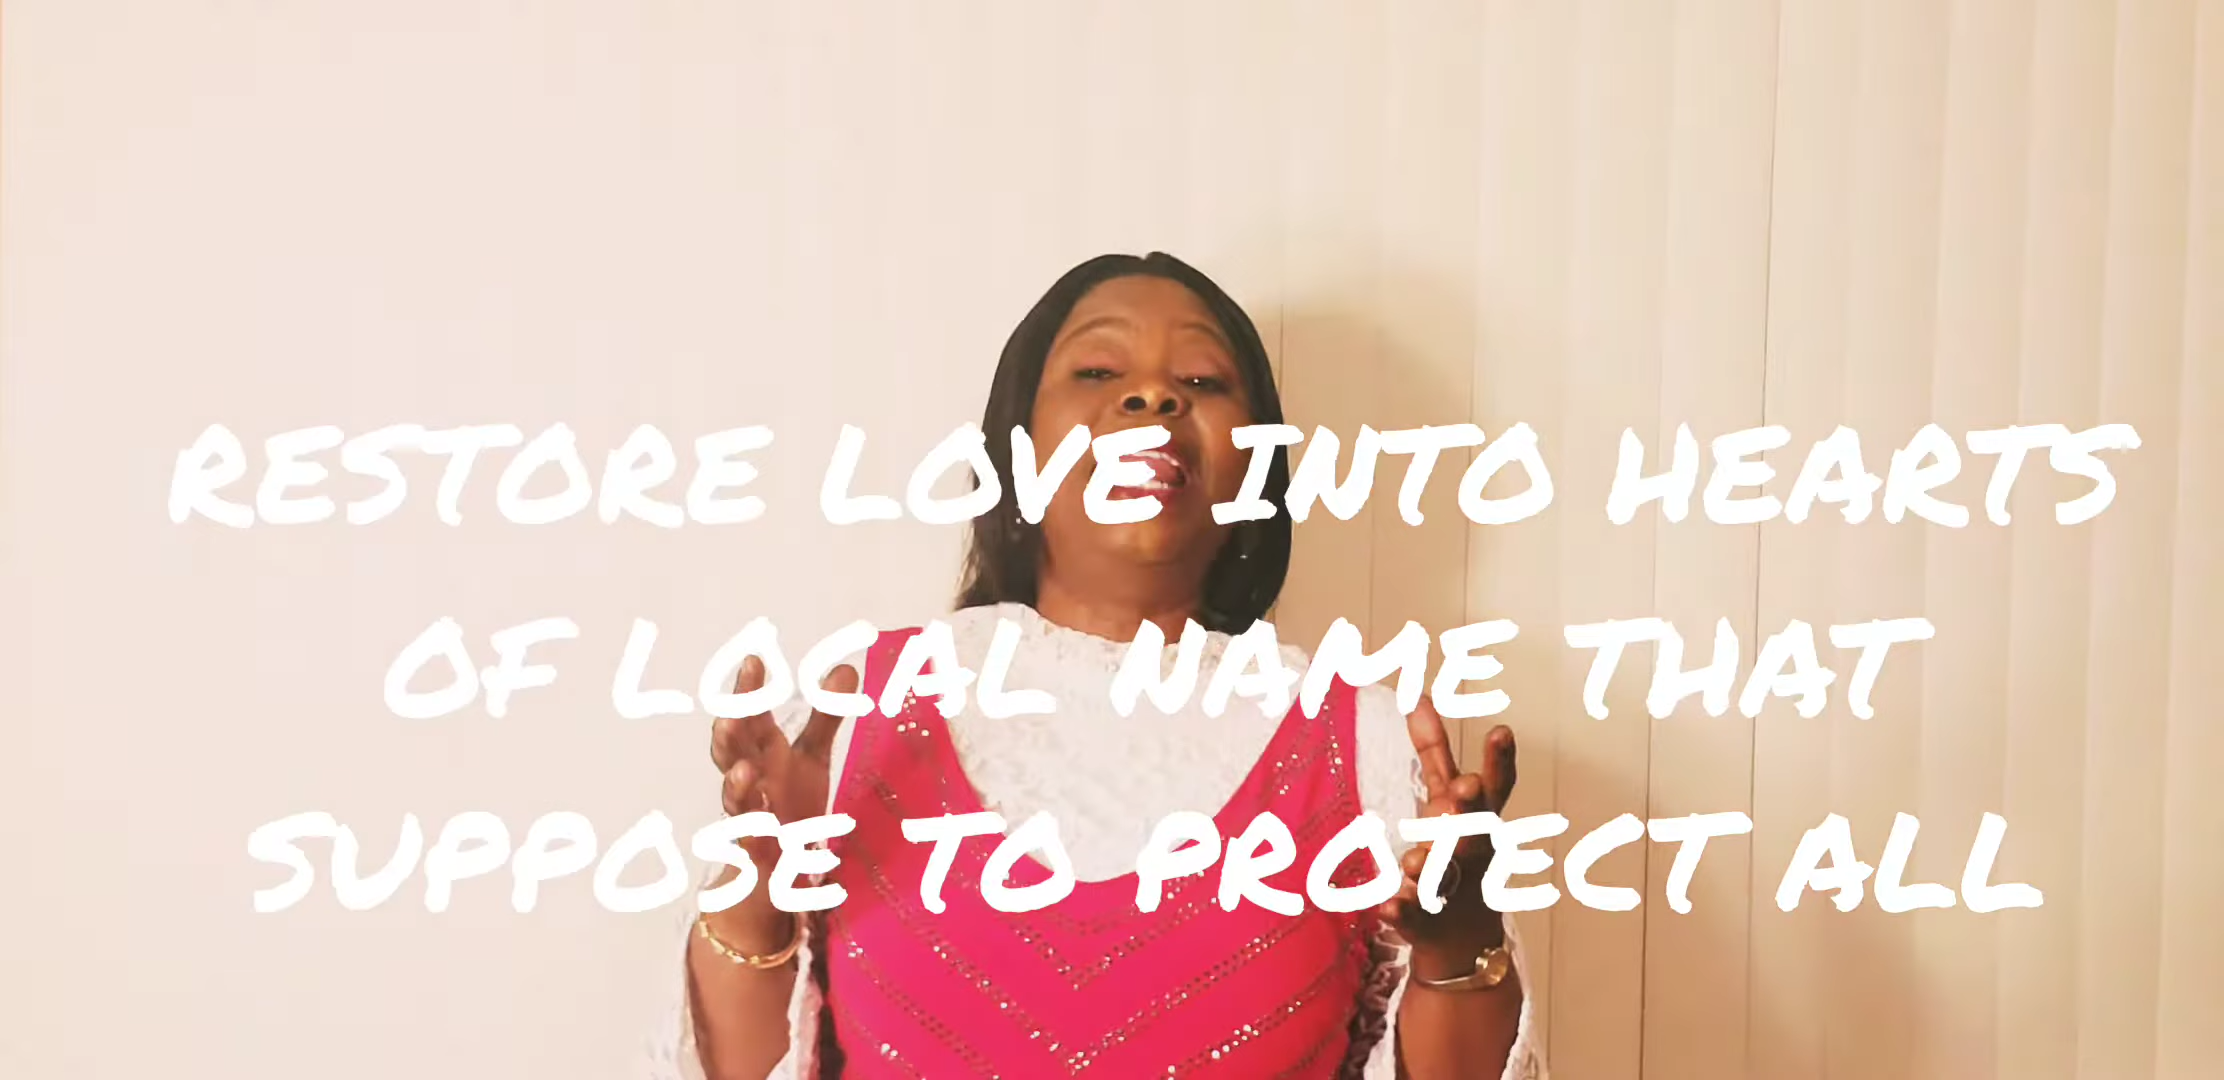 RESTORE LOVE INTO HEARTS
OF LOCAL NAME THAT
SUPPOSE TO PROTECT ALL